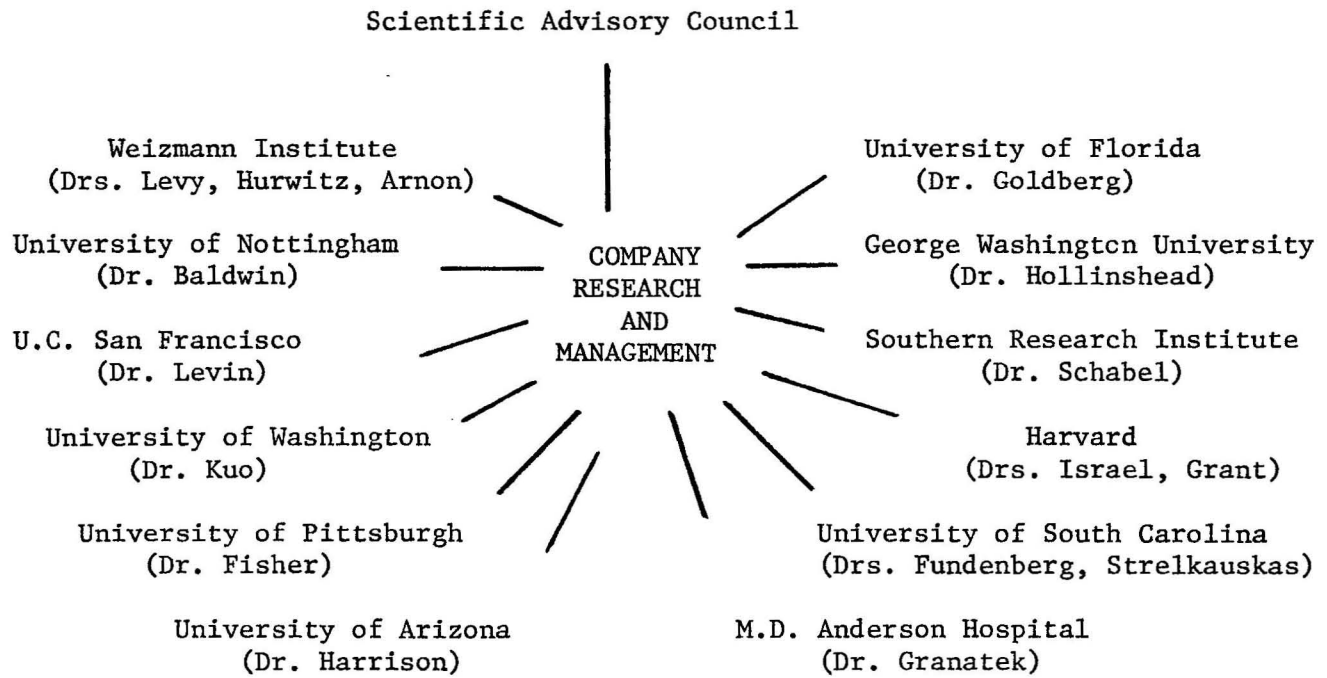 Scientific Advisory Council
Weizmann Institute
(Drs. Levy, Hurwitz, Arnon)
University of Nottingham
(Dr. Baldwin)
U.C. San Francisco
(Dr. Levin)
University of Washington
(Dr. Kuo)
University of Pittsburgh
(Dr. Fisher)
University of Arizona
(Dr. Harrison)
COMPANY
RESEARCH
AND
MANAGEMENT
University of Florida
(Dr. Goldberg)
George Washington University
(Dr. Hollinshead)
Southern Research Institute
(Dr. Schabel)
Harvard
(Drs. Israel, Grant)
University of South Carolina
(Drs. Fundenberg, Strelkauskas)
M.D. Anderson Hospital
(Dr. Granatek)